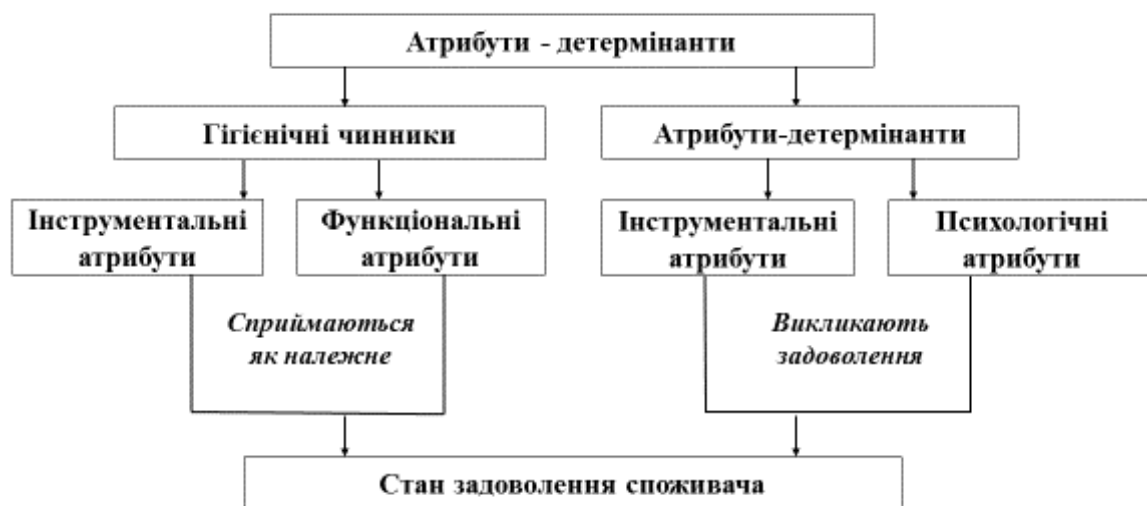 Атрибути - детермінанти
Гігієнічні чинники
Атрибути-детермінанти
Інструментальні
атрибути
Функціональні
атрибути
Інструментальні
атрибути
Психологічні
атрибути
Сприймаються
як належне
Викликають
задоволення
Стан задоволення споживача